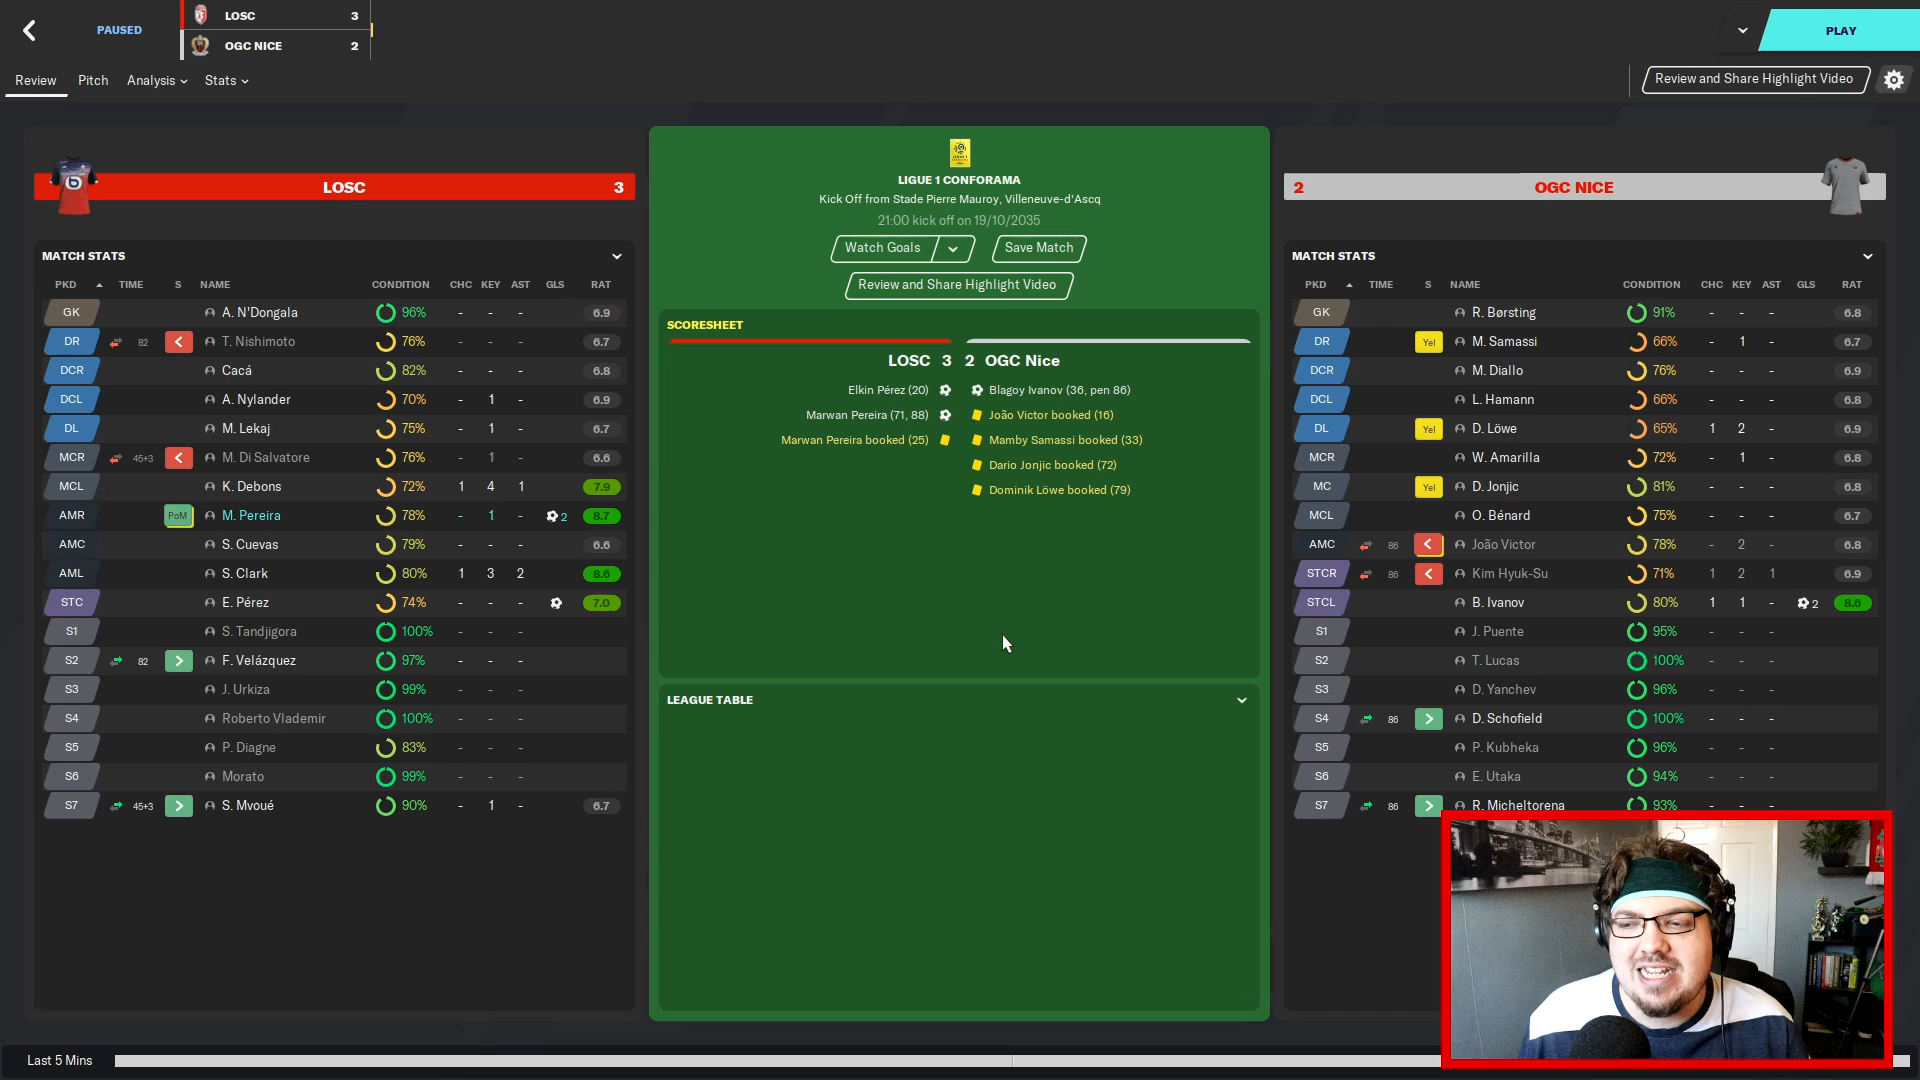 PAUSED
LOSC 3
OGC NICE 2
PLAY
Review Pitch Analysis Stats
Review and Share Highlight Video
LOSC 3
MATCH STATS
PKD TIME S NAME CONDITION CHC KEY AST GLS RAT
GK A. N'Dongala 96% - - - 6.9
DR 82 T. Nishimoto 76% - - - 6.7
DCR Cacá 82% - - - 6.8
DCL A. Nylander 70% - 1 - 6.9
DL M. Lekaj 75% - 1 - 6.7
MCR 45+3 M. Di Salvatore 76% - 1 - 6.6
MCL K. Debons 72% 1 4 1 7.9
AMR PoM M. Pereira 78% - 1 - 2 8.7
AMC S. Cuevas 79% - - - 6.6
AML S. Clark 80% 1 3 2 8.6
STC E. Pérez 74% - - - 7.0
S1 S. Tandjigora 100% - - -
S2 82 F. Velázquez 97% - - -
S3 J. Urkiza 99% - - -
S4 Roberto Vlademir 100% - - -
S5 P. Diagne 83% - - -
S6 Morato 99% - - -
S7 45+3 S. Mvoué 90% - 1 - 6.7
LIGUE 1 CONFORAMA
Kick Off from Stade Pierre Mauroy, Villeneuve-d'Ascq
21:00 kick off on 19/10/2035
Watch Goals Save Match
Review and Share Highlight Video
SCORESHEET
LOSC 3 2 OGC Nice
Elkin Pérez (20) Blagoy Ivanov (36, pen 86)
Marwan Pereira (71, 88) João Victor booked (16)
Marwan Pereira booked (25) Mamby Samassi booked (33)
Dario Jonjic booked (72)
Dominik Löwe booked (79)
LEAGUE TABLE
2 OGC NICE
MATCH STATS
PKD TIME S NAME CONDITION CHC KEY AST GLS RAT
GK R. Børsting 91% - - - 6.8
DR Yel M. Samassi 66% - 1 - 6.7
DCR M. Diallo 76% - - - 6.9
DCL L. Hamann 66% - - - 6.8
DL Yel D. Löwe 65% 1 2 - 6.9
MCR W. Amarilla 72% - 1 - 6.8
MC Yel D. Jonjic 81% - - - 6.8
MCL O. Bénard 75% - - - 6.7
AMC 86 João Victor 78% - 2 - 6.8
STCR 86 Kim Hyuk-Su 71% 1 2 1 6.9
STCL B. Ivanov 80% 1 1 - 2 8.6
S1 J. Puente 95% - - -
S2 T. Lucas 100% - - -
S3 D. Yanchev 96% - - -
S4 86 D. Schofield 100% - - -
S5 P. Kubheka 96% - - -
S6 E. Utaka 94% - - -
S7 86 R. Micheltorena 93% - - -
Last 5 Mins